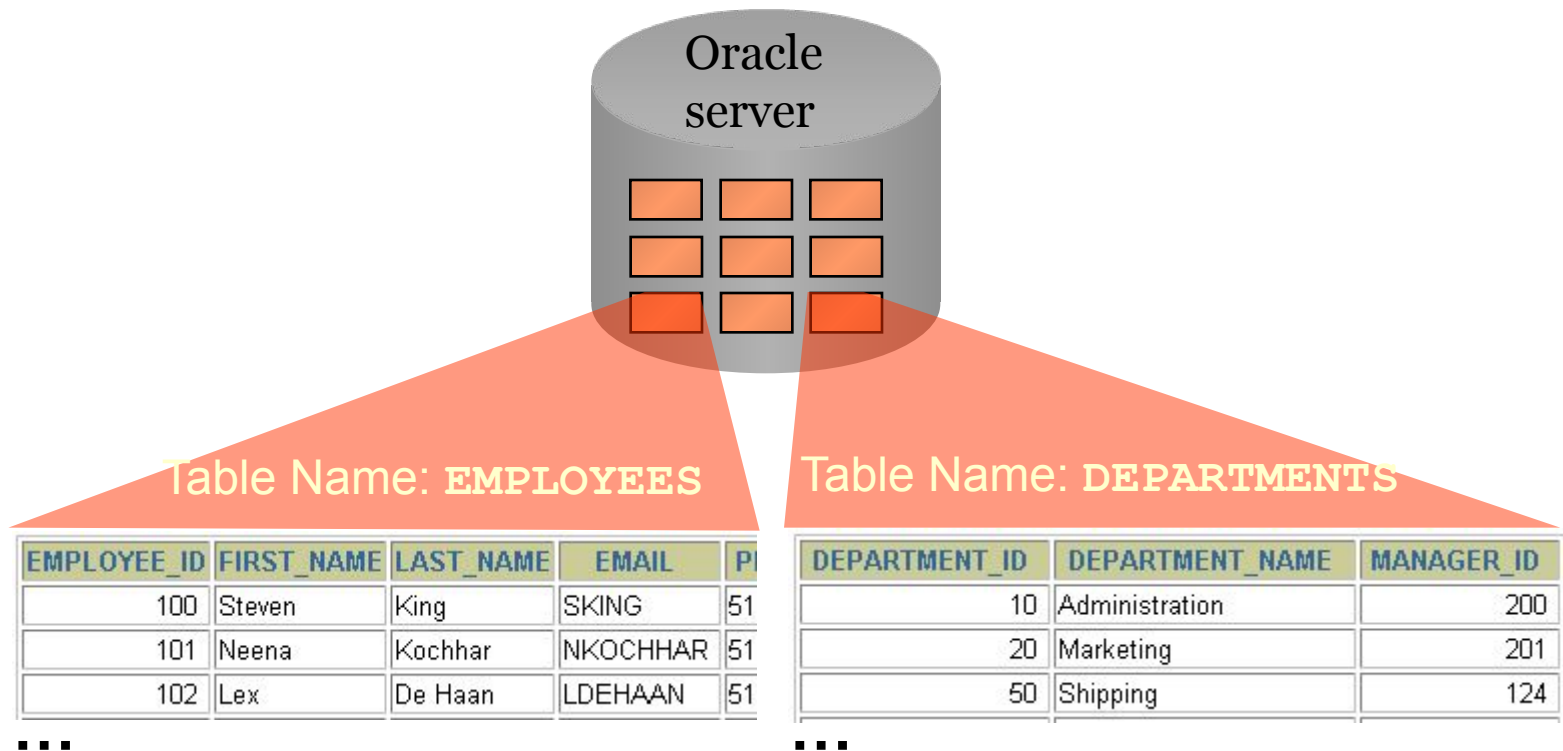 Oracle
server
Table Name: EMPLOYEES
Table Name: DEPARTMENTS
EMPLOYEE_ID FIRST_NAME LAST_NAME EMAIL
100 Steven King SKING 51
101 Neena Kochhar NKOCHHAR 51
102 Lex De Haan LDEHAAN 51
...
DEPARTMENT_ID DEPARTMENT_NAME MANAGER_ID
10 Administration 200
20 Marketing 201
50 Shipping 124
...